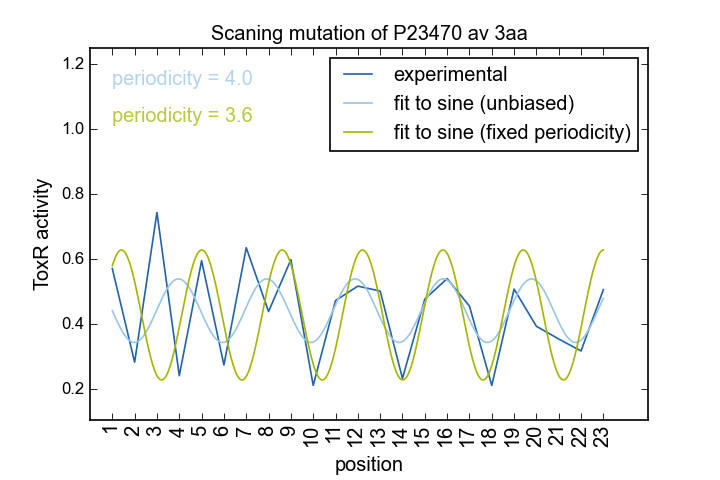 Scaning mutation of P23470 av 3aa
periodicity = 4.0
periodicity = 3.6
experimental
fit to sine (unbiased)
fit to sine (fixed periodicity)
ToxR activity
1.2
1.0
0.8
0.6
0.4
0.2
1 2 3 4 5 6 7 8 9 10 11 12 13 14 15 16 17 18 19 20 21 22 23
position